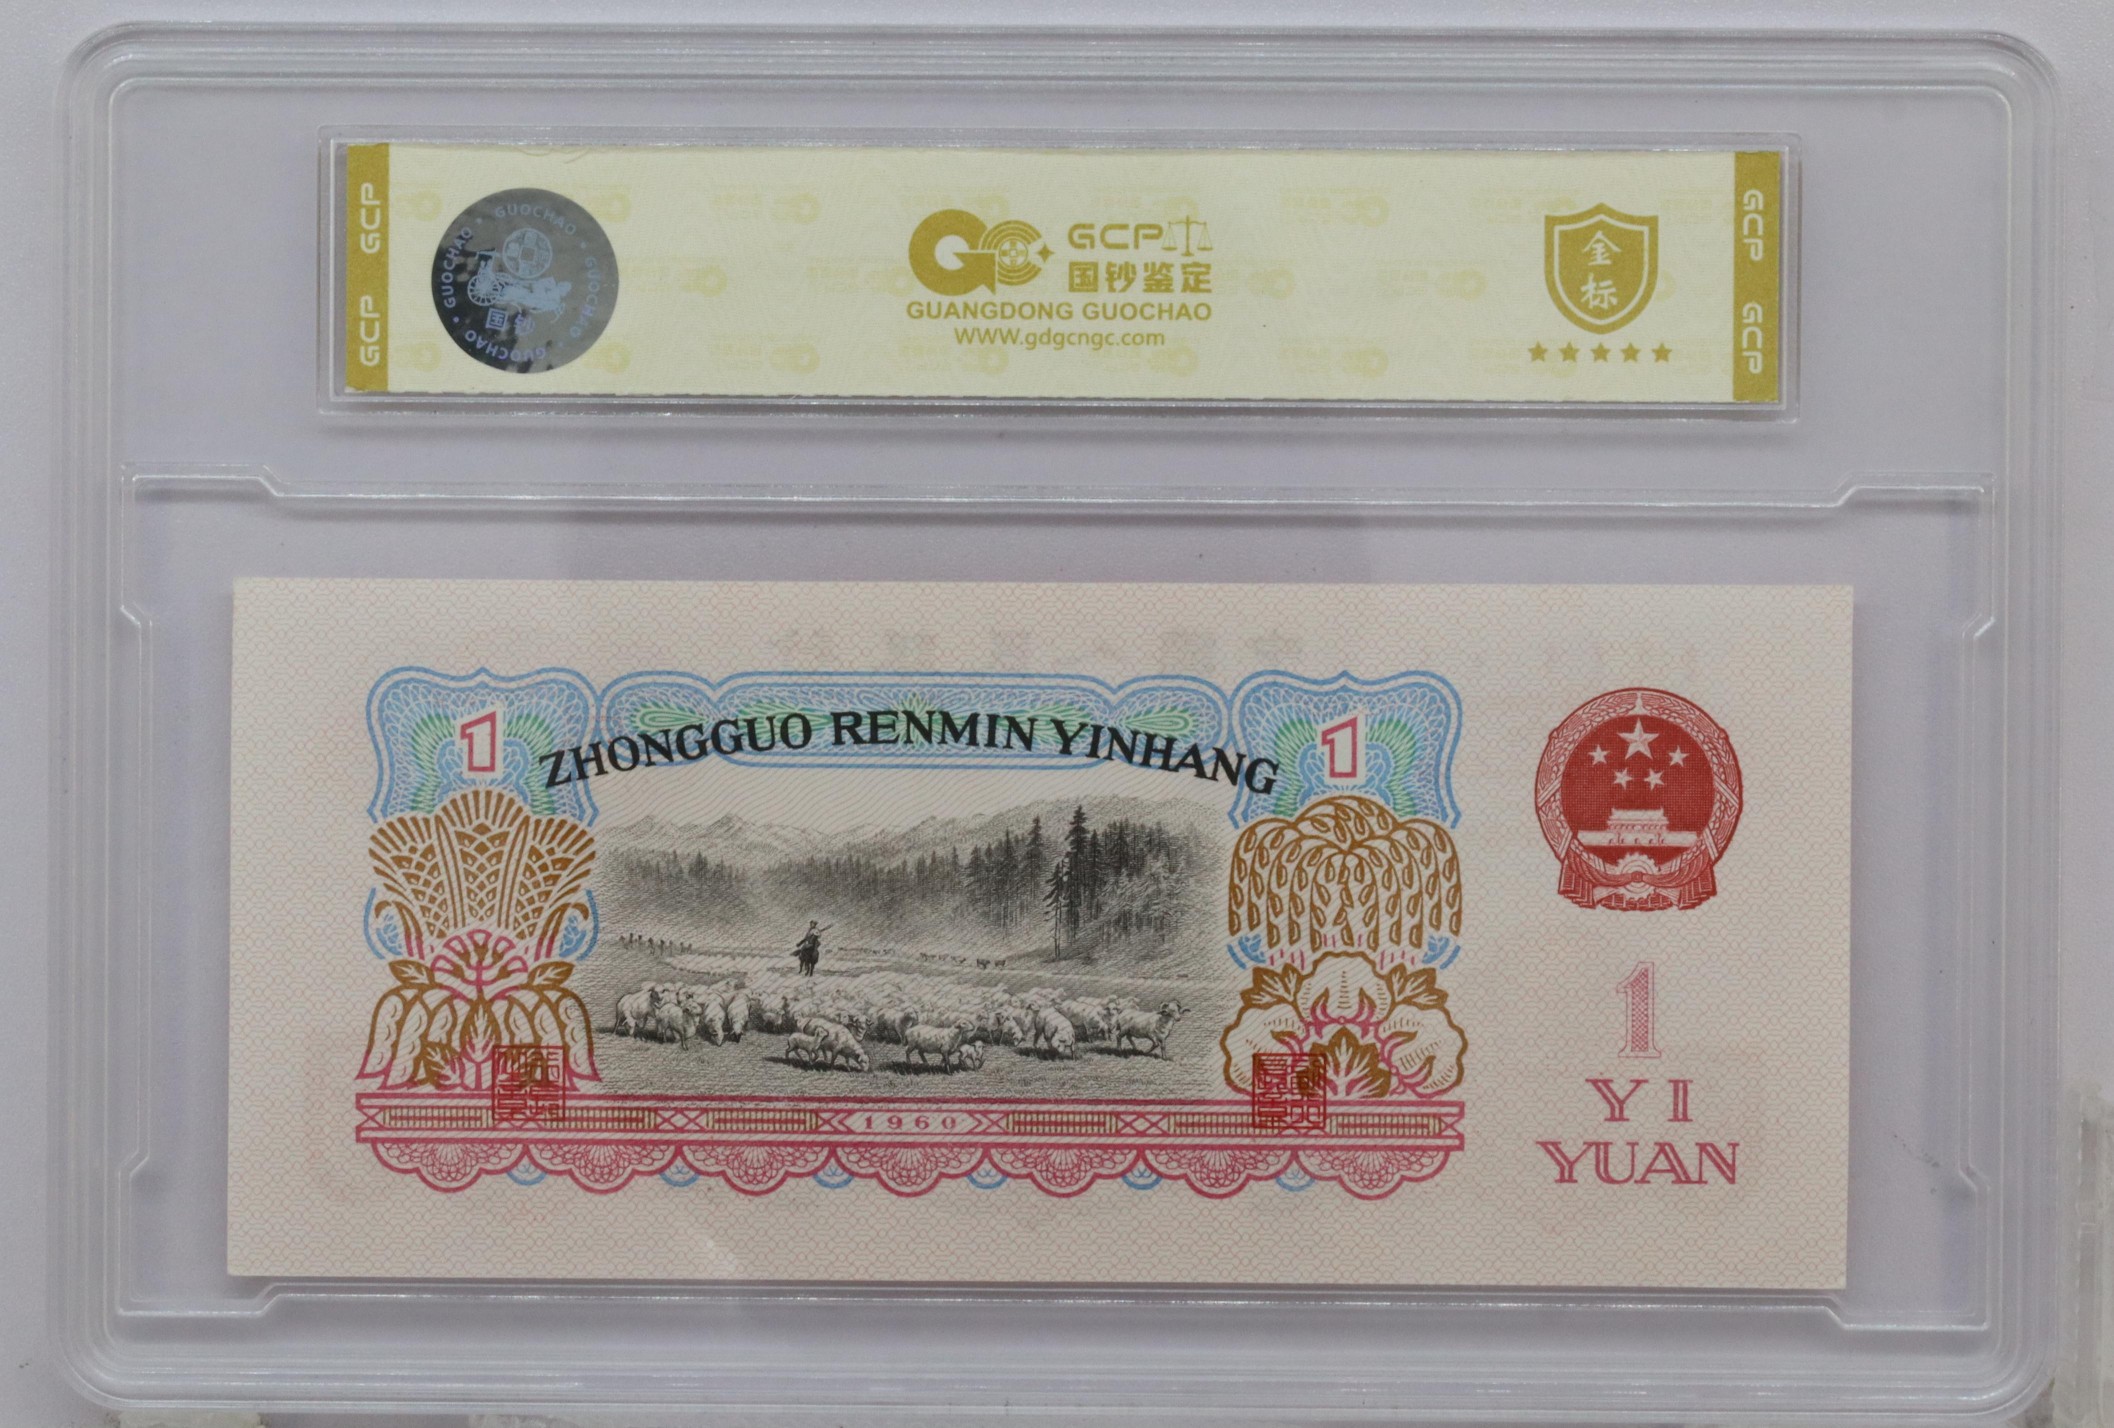 GCP GCP
GUOCHAO · GUOCHAO · GUOCHAO · GUOCHAO
国钞
GC GCP
国钞鉴定
GUANGDONG GUOCHAO
WWW.gdgcngc.com
金
标
GCP GCP
1 ZHONGGUO RENMIN YINHANG 1
1960
1
YI
YUAN